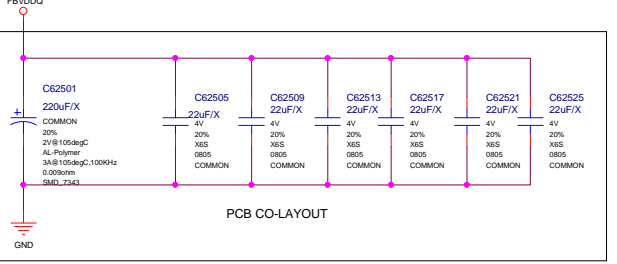 FBVDDQ
C62501
220uF/X
COMMON
20%
2V@105degC
AL-Polymer
3A@105degC,100KHz
0.009ohm
SMD_7343
C62505
22uF/X
4V
20%
X6S
0805
COMMON
C62509
22uF/X
4V
20%
X6S
0805
COMMON
C62513
22uF/X
4V
20%
X6S
0805
COMMON
C62517
22uF/X
4V
20%
X6S
0805
COMMON
C62521
22uF/X
4V
20%
X6S
0805
COMMON
C62525
22uF/X
4V
20%
X6S
0805
COMMON
PCB CO-LAYOUT
GND